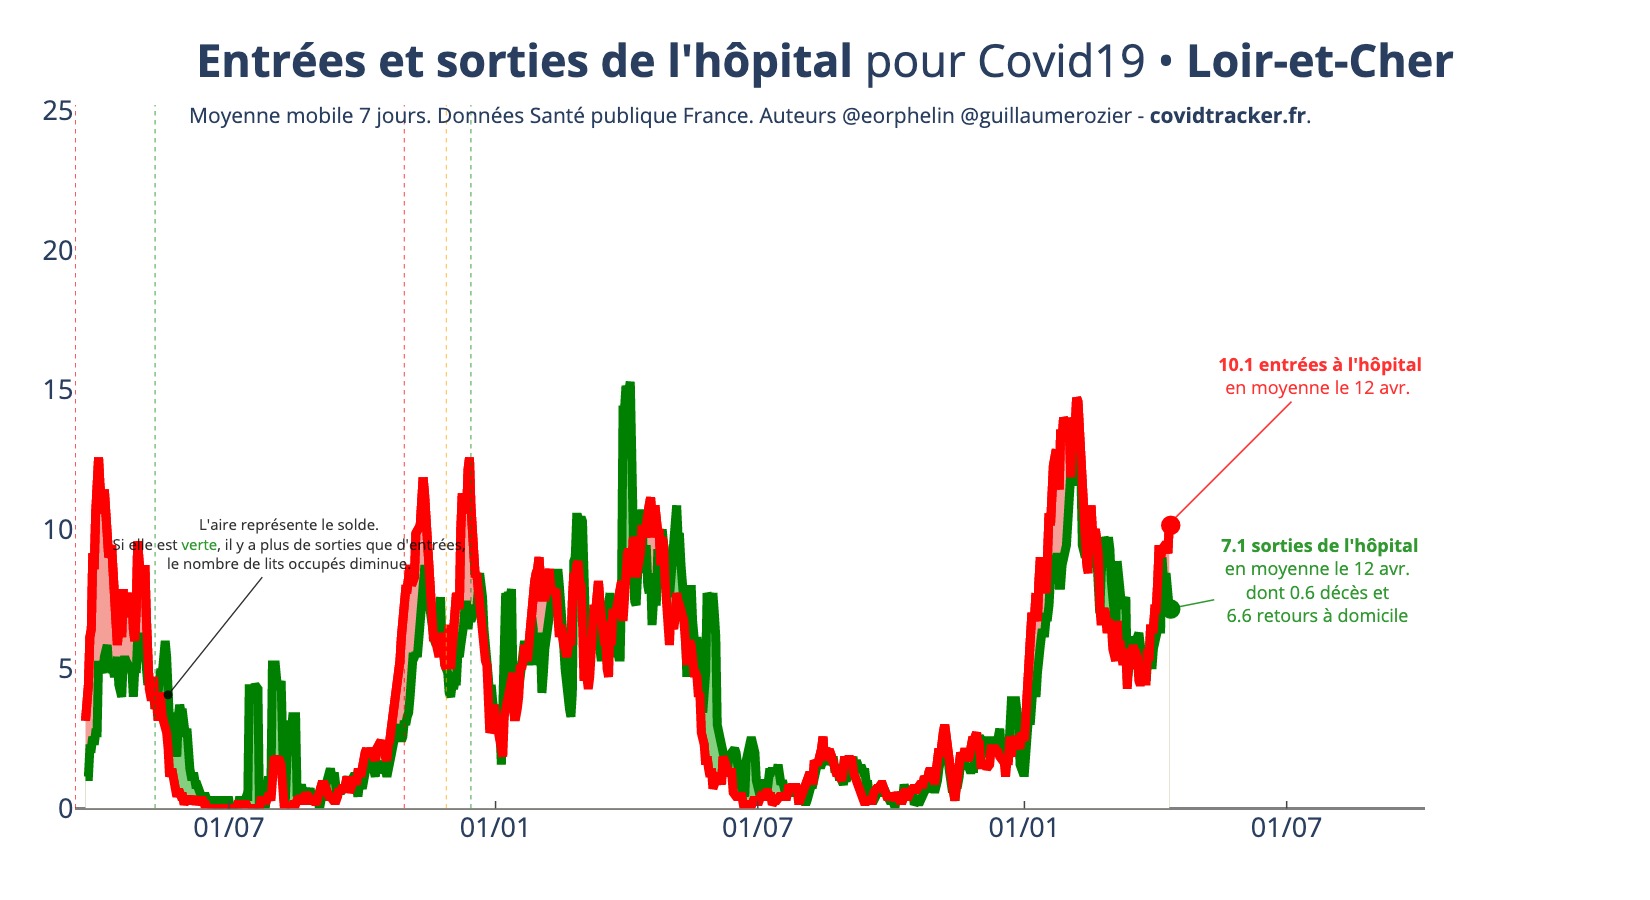 Entrées et sorties de l'hôpital pour Covid19 • Loir-et-Cher
Moyenne mobile 7 jours. Données Santé publique France. Auteurs @eorphelin @guillaumerozier - covidtracker.fr.
25
20
15
10
5
0
L'aire représente le solde.
Si elle est verte, il y a plus de sorties que d'entrées,
le nombre de lits occupés diminue.
10.1 entrées à l'hôpital
en moyenne le 12 avr.
7.1 sorties de l'hôpital
en moyenne le 12 avr.
dont 0.6 décès et
6.6 retours à domicile
01/07
01/01
01/07
01/01
01/07